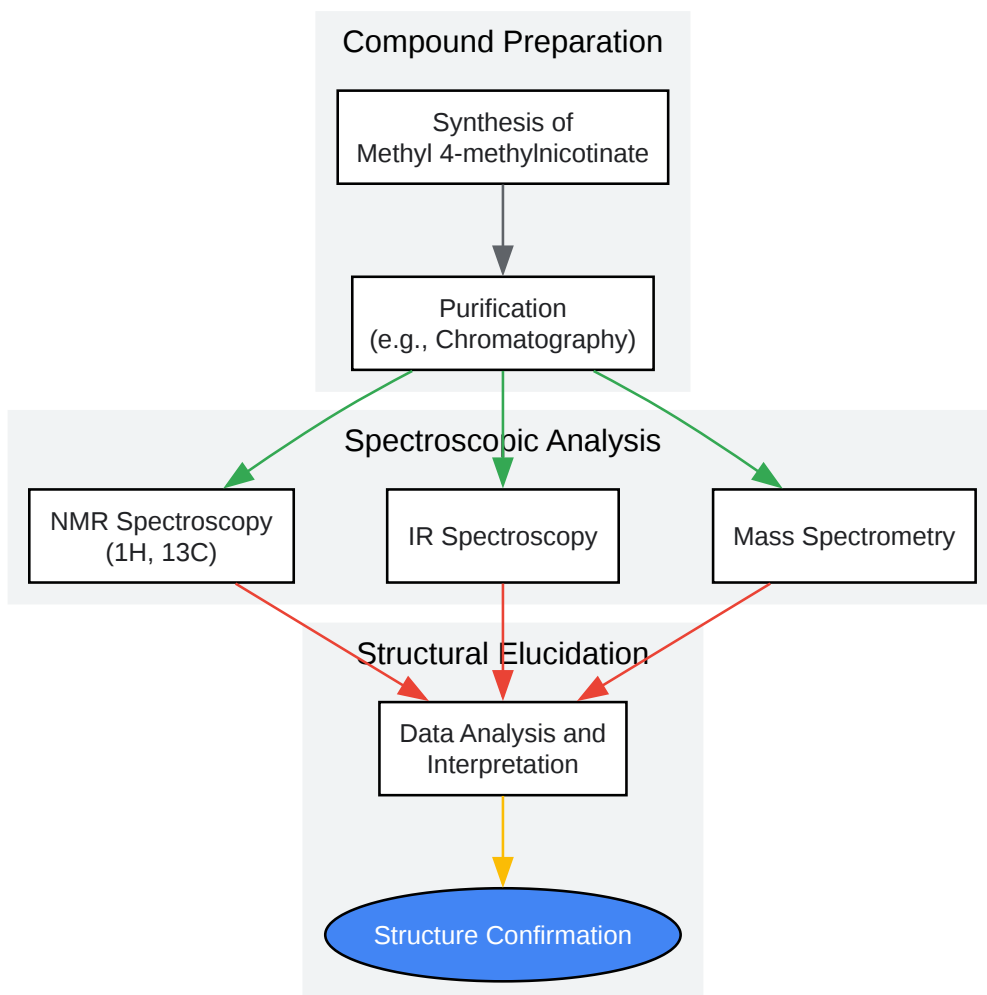 Compound Preparation
Synthesis of
Methyl 4-methylnicotinate
Purification
(e.g., Chromatography)
Spectroscopic Analysis
NMR Spectroscopy
(1H, 13C)
IR Spectroscopy
Mass Spectrometry
Structural Elucidation
Data Analysis and
Interpretation
Structure Confirmation